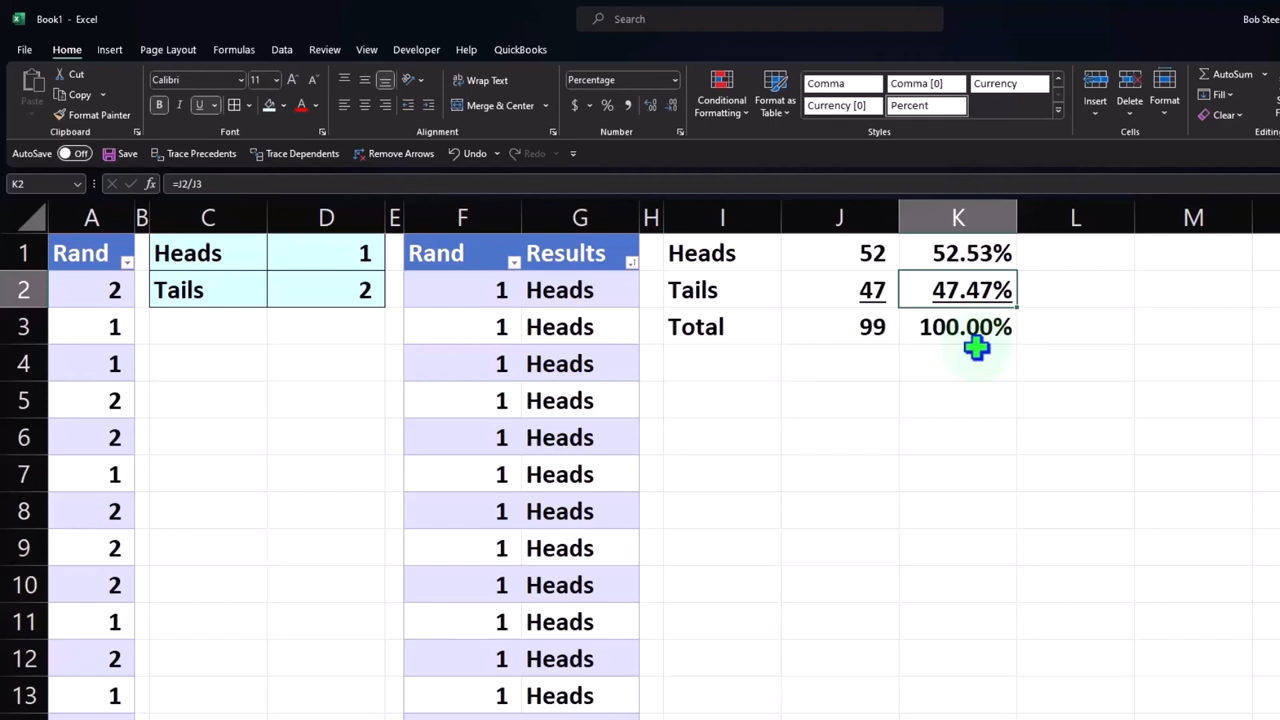 Book1 - Excel
Search
Bob Stee
File Home Insert Page Layout Formulas Data Review View Developer Help QuickBooks
Paste
Cut
Copy
Format Painter
Clipboard
Calibri 11
B I U
Font
Wrap Text
Merge & Center
Alignment
Percentage
$ % ,
Number
Conditional Formatting
Format as Table
Comma Comma [0] Currency
Currency [0] Percent
Styles
Insert Delete Format
Cells
AutoSum
Fill
Clear
Editing
AutoSave Off Save Trace Precedents Trace Dependents Remove Arrows Undo Redo
K2 fx =J2/J3
A B C D E F G H I J K L M
1 Rand Heads 1 Rand Results Heads 52 52.53%
2 2 Tails 2 1 Heads Tails 47 47.47%
3 1 1 Heads Total 99 100.00%
4 1 1 Heads
5 2 1 Heads
6 2 1 Heads
7 1 1 Heads
8 2 1 Heads
9 2 1 Heads
10 2 1 Heads
11 1 1 Heads
12 2 1 Heads
13 1 1 Heads